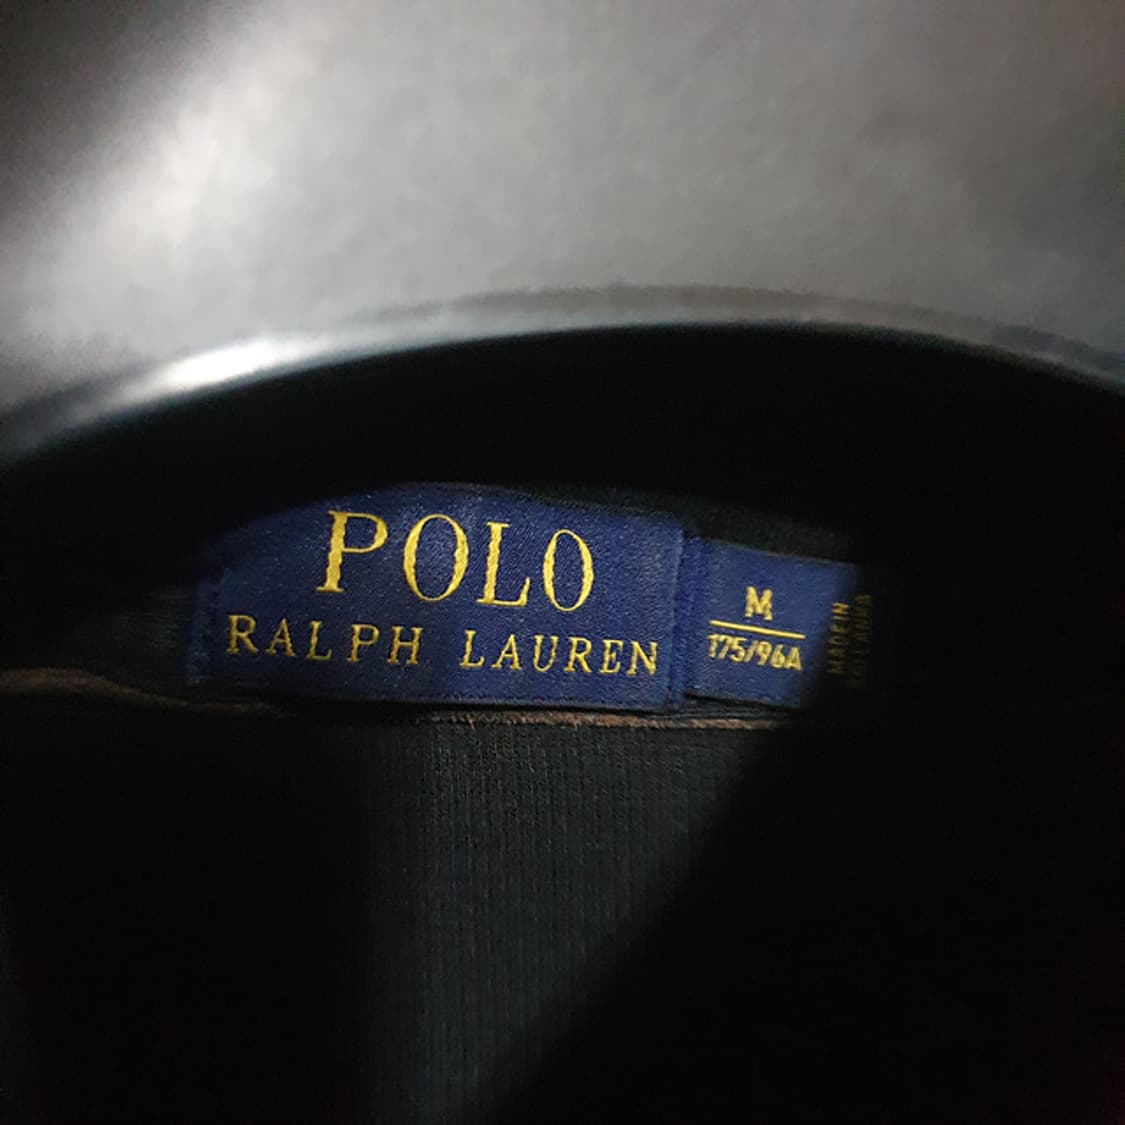 POLO
RALPH LAUREN
M
175/96A
MADE IN